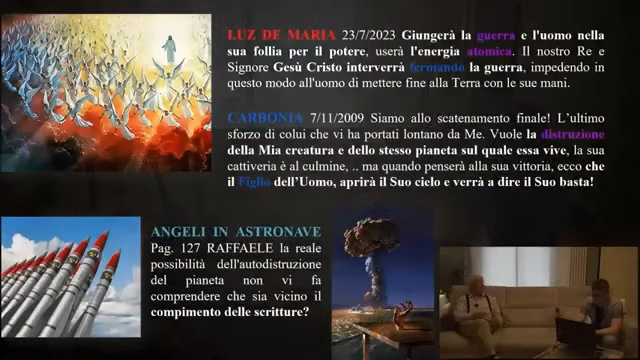 LUZ DE MARIA 23/7/2023 Giungerà la guerra e l'uomo nella
sua follia per il potere, userà l'energia atomica. Il nostro Re e
Signore Gesù Cristo interverrà fermando la guerra, impedendo in
questo modo all'uomo di mettere fine alla Terra con le sue mani.
CARBONIA 7/11/2009 Siamo allo scatenamento finale! L'ultimo
sforzo di colui che vi ha portati lontano da Me. Vuole la distruzione
della Mia creatura e dello stesso pianeta sul quale essa vive, la sua
cattiveria è al culmine, .. ma quando penserà alla sua vittoria, ecco che
il Figlio dell'Uomo, aprirà il Suo cielo e verrà a dire il Suo basta!
ANGELI IN ASTRONAVE
Pag. 127 RAFFAELE la reale
possibilità dell'autodistruzione
del pianeta non vi fa
comprendere che sia vicino il
compimento delle scritture?